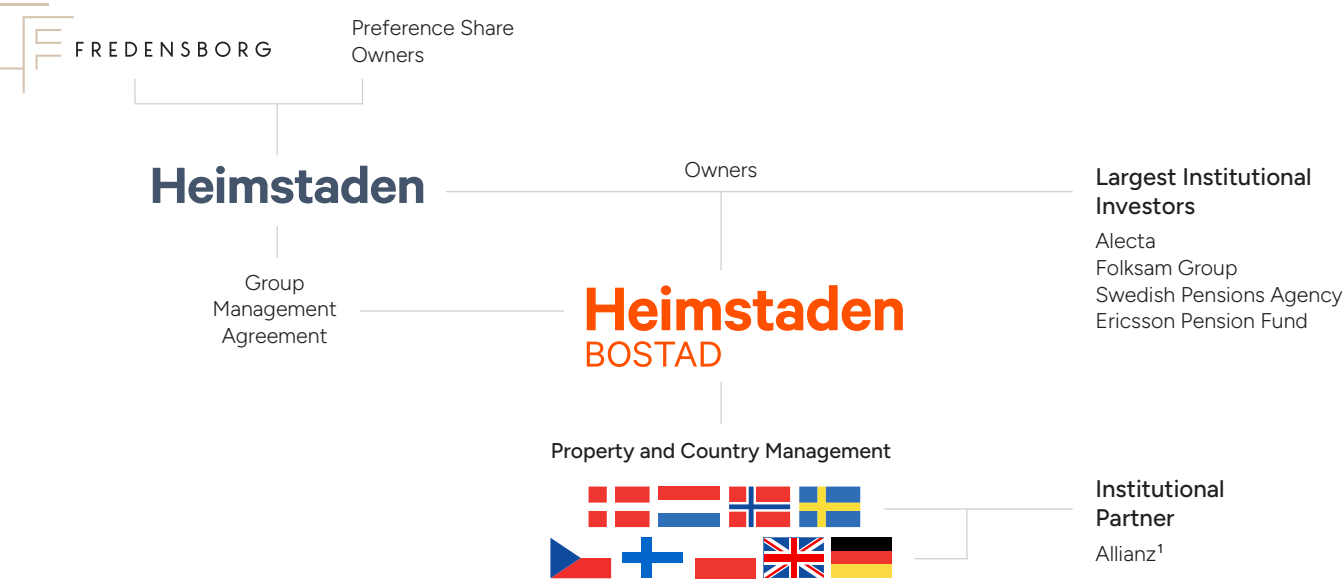 FREDENSBORG
Preference Share
Owners
Heimstaden
Owners
Largest Institutional
Investors
Alecta
Folksam Group
Swedish Pensions Agency
Ericsson Pension Fund
Group
Management
Agreement
Heimstaden
BOSTAD
Property and Country Management
Institutional
Partner
Allianz¹